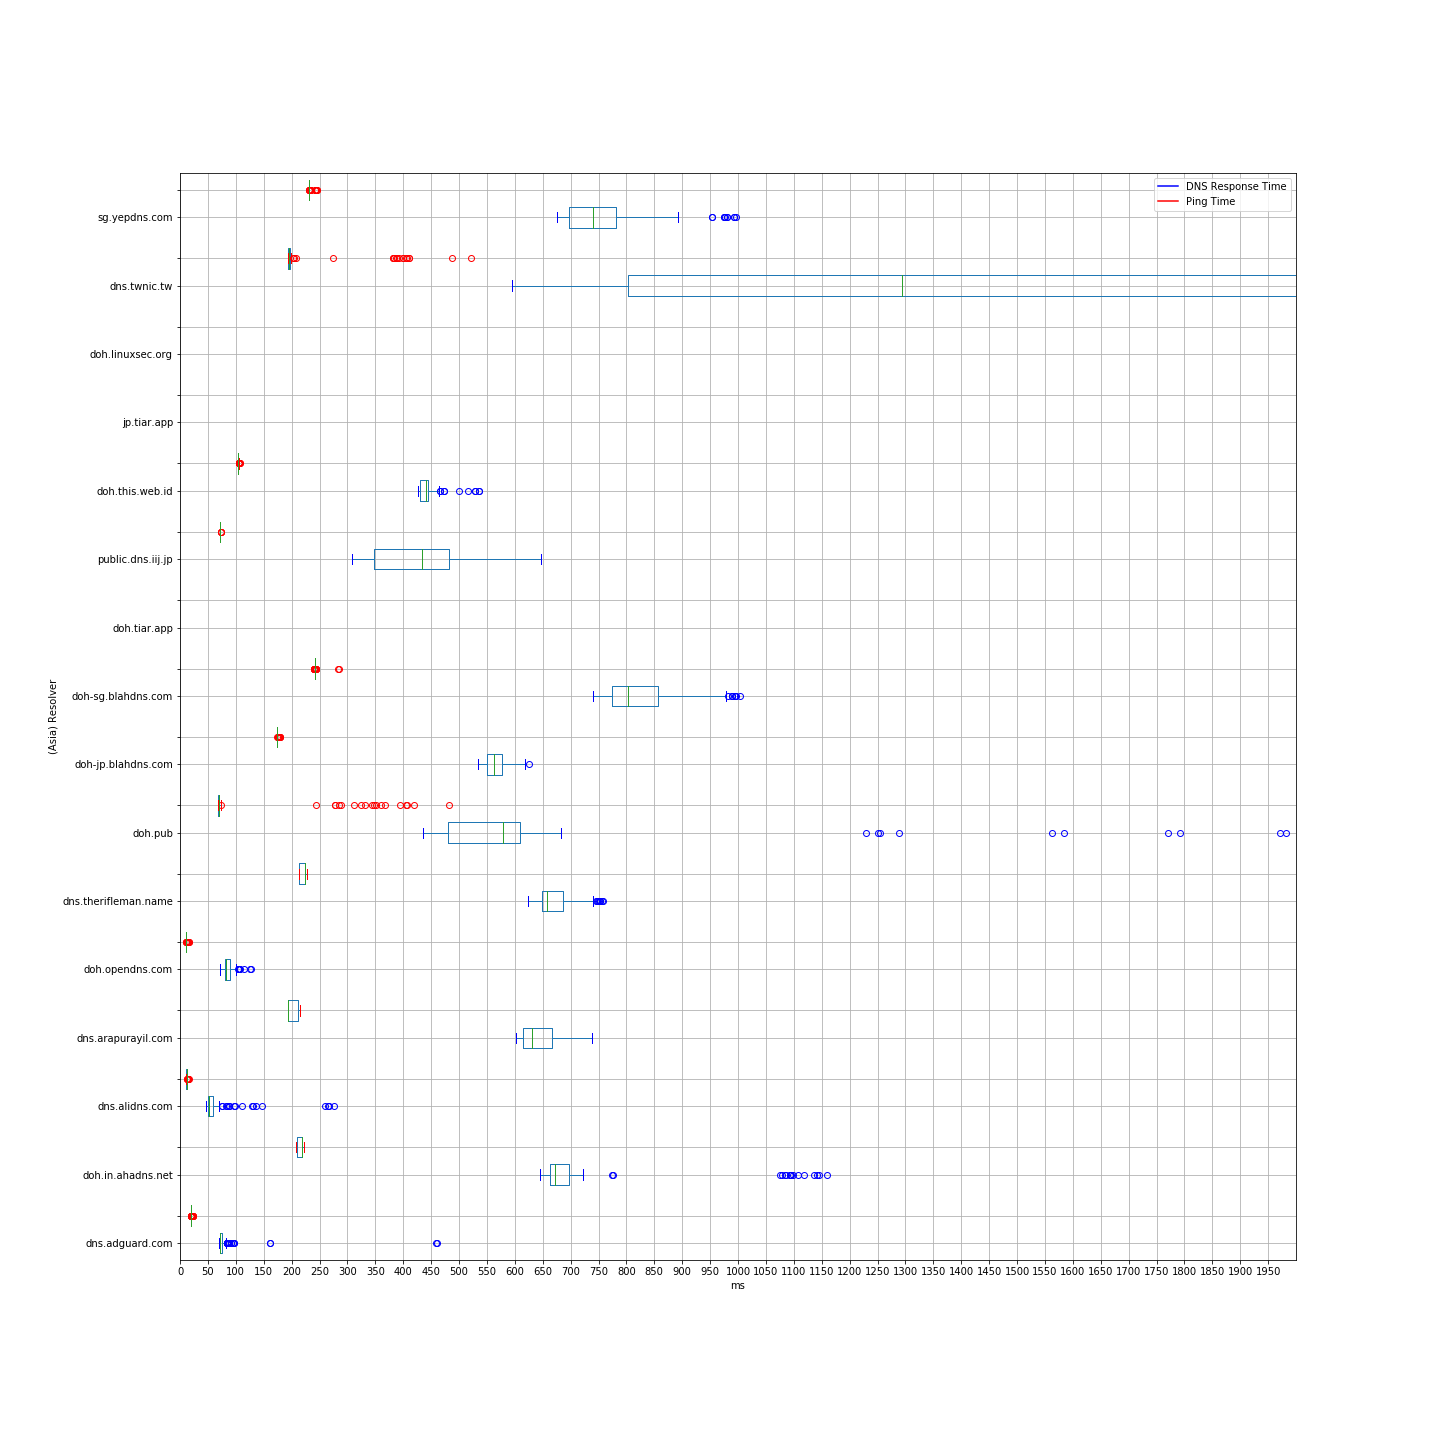 DNS Response Time
Ping Time
sg.yepdns.com
dns.twnic.tw
doh.linuxsec.org
jp.tiar.app
doh.this.web.id
public.dns.iij.jp
doh.tiar.app
doh-sg.blahdns.com
doh-jp.blahdns.com
doh.pub
dns.therifleman.name
doh.opendns.com
dns.arapurayil.com
dns.alidns.com
doh.in.ahadns.net
dns.adguard.com
(Asia) Resolver
0 50 100 150 200 250 300 350 400 450 500 550 600 650 700 750 800 850 900 950 1000 1050 1100 1150 1200 1250 1300 1350 1400 1450 1500 1550 1600 1650 1700 1750 1800 1850 1900 1950
ms